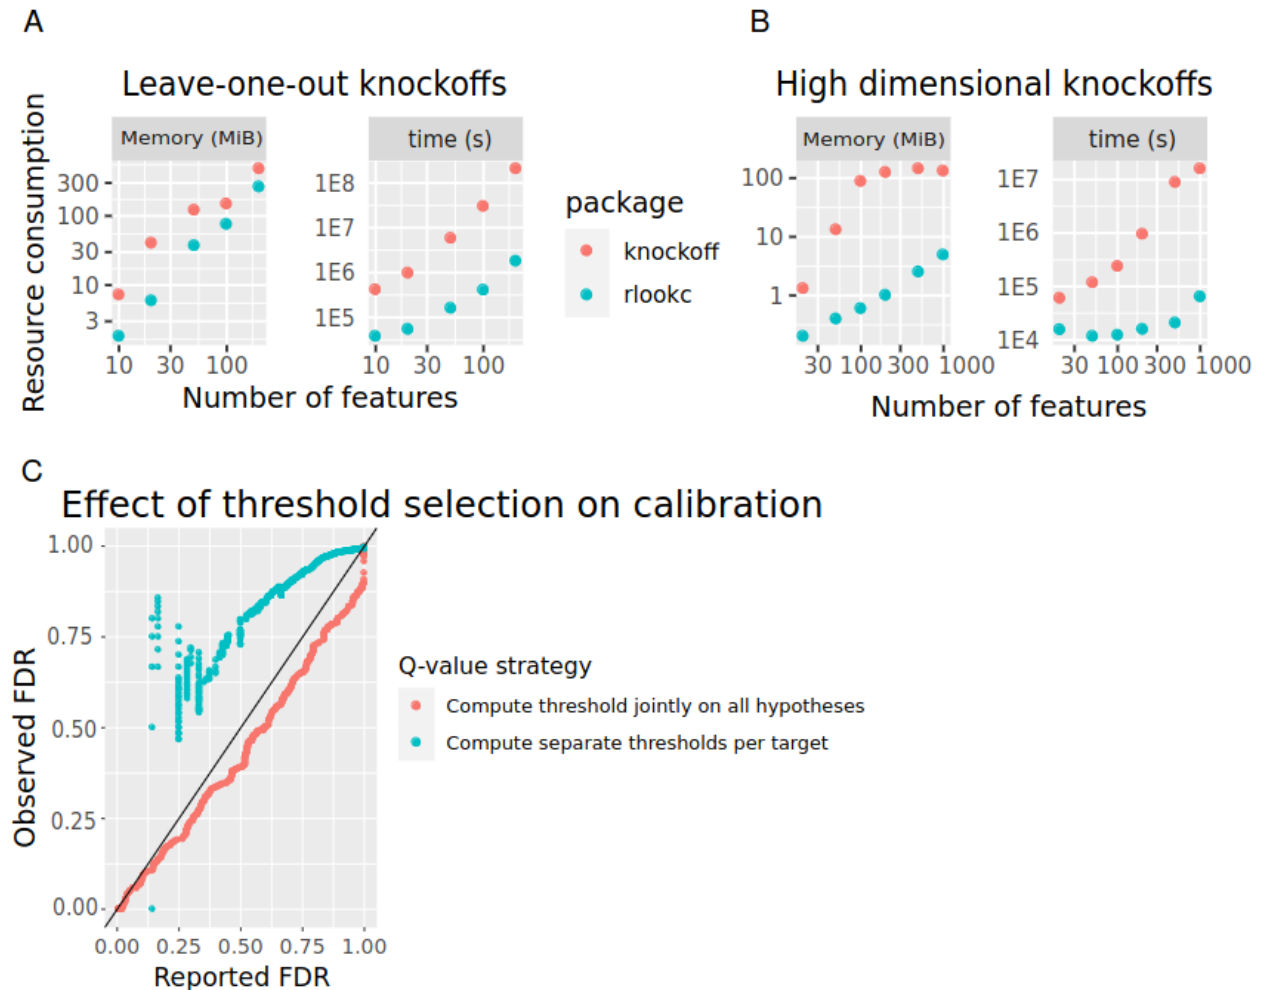 A
B
Leave-one-out knockoffs
High dimensional knockoffs
Resource consumption
Memory (MiB)
time (s)
300
100
30
10
3
1E8
1E7
1E6
1E5
10 30 100
10 30 100
Number of features
package
knockoff
rlookc
Memory (MiB)
time (s)
100
10
1
1E7
1E6
1E5
1E4
30 100 300 1000
30 100 300 1000
Number of features
C
Effect of threshold selection on calibration
Observed FDR
1.00
0.75
0.50
0.25
0.00
0.00 0.25 0.50 0.75 1.00
Reported FDR
Q-value strategy
Compute threshold jointly on all hypotheses
Compute separate thresholds per target